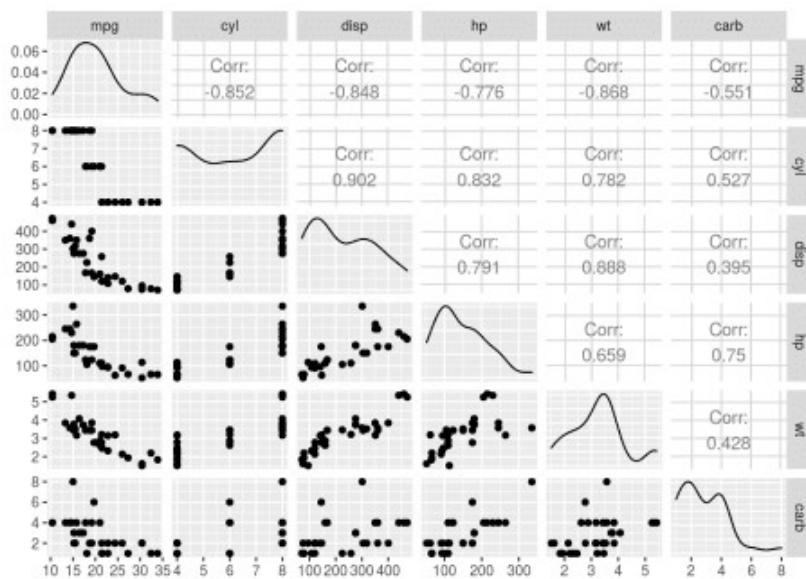 mpg cyl disp hp wt carb
0.06
0.04
0.02
0.00
Corr:
-0.852
Corr:
-0.848
Corr:
-0.776
Corr:
-0.868
Corr:
-0.551
mpg
8
7
6
5
4
Corr:
0.902
Corr:
0.832
Corr:
0.782
Corr:
0.527
cyl
400
300
200
100
Corr:
0.791
Corr:
0.888
Corr:
0.395
disp
300
200
100
Corr:
0.659
Corr:
0.75
hp
5
4
3
2
Corr:
0.428
wt
8
6
4
2
carb
10 15 20 25 30 35 4 5 6 7 8 100 200 300 400 100 200 300 2 3 4 5 2 4 6 8